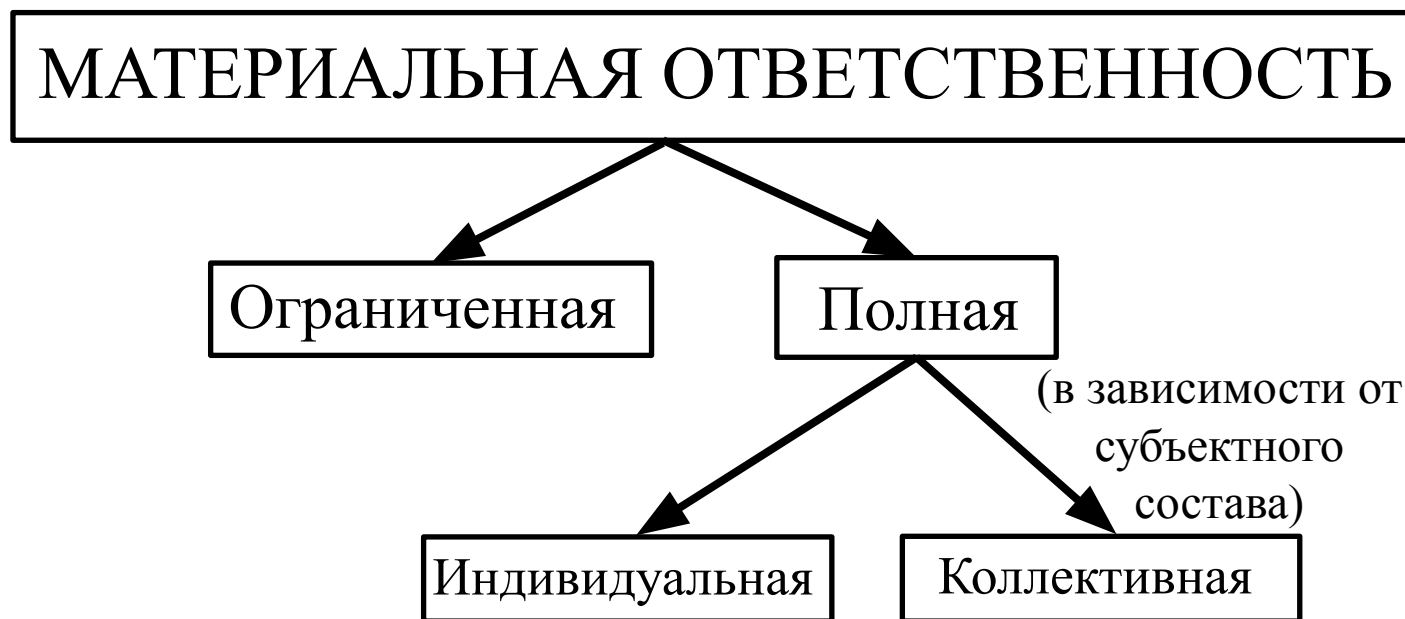 МАТЕРИАЛЬНАЯ ОТВЕТСТВЕННОСТЬ
Ограниченная
Полная
(в зависимости от
субъектного
состава)
Индивидуальная
Коллективная